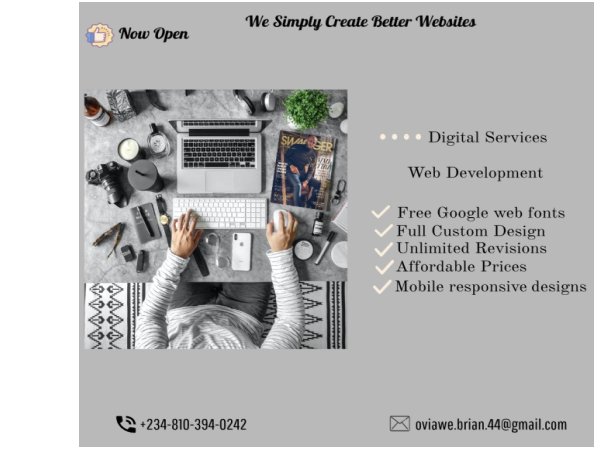 We Simply Create Better Websites
Now Open
SWAGGER
Digital Services
Web Development
Free Google web fonts
Full Custom Design
Unlimited Revisions
Affordable Prices
Mobile responsive designs
+234-810-394-0242
oviawe.brian.44@gmail.com